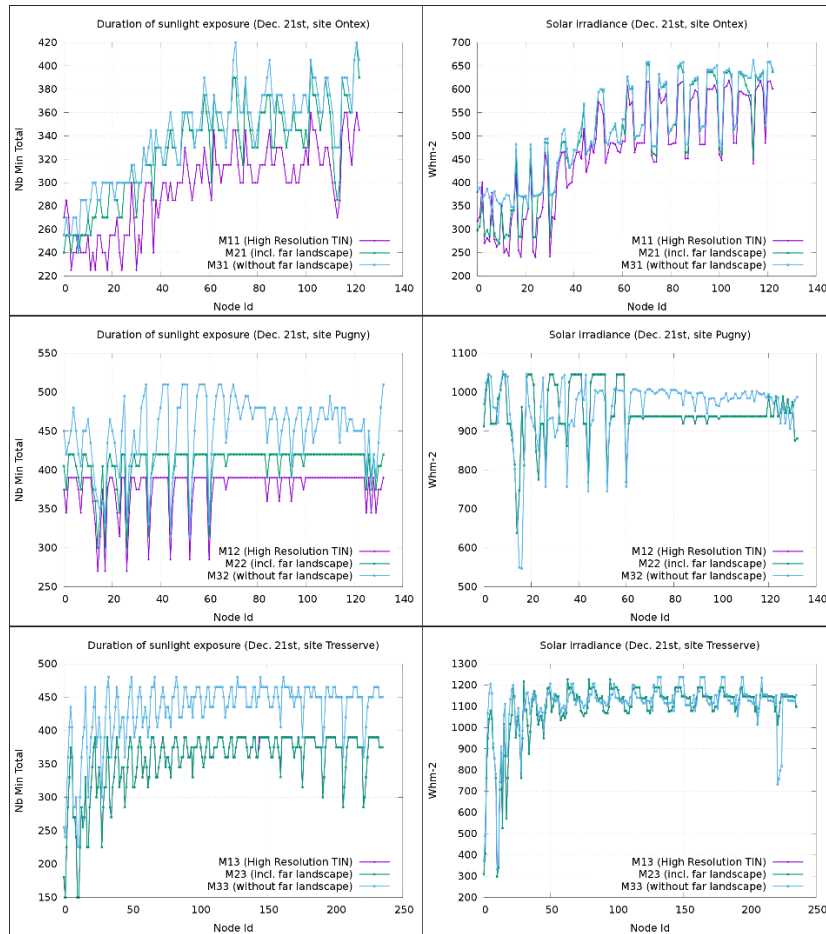 Duration of sunlight exposure (Dec. 21st, site Ontex)
Nb Min Total
420
400
380
360
340
320
300
280
260
240
220
M11 (High Resolution TIN)
M21 (incl. far landscape)
M31 (without far landscape)
0 20 40 60 80 100 120 140
Node Id
Solar irradiance (Dec. 21st, site Ontex)
Whm-2
700
650
600
550
500
450
400
350
300
250
200
M11 (High Resolution TIN)
M21 (incl. far landscape)
M31 (without far landscape)
0 20 40 60 80 100 120 140
Node Id
Duration of sunlight exposure (Dec. 21st, site Pugny)
Nb Min Total
550
500
450
400
350
300
250
M12 (High Resolution TIN)
M22 (incl. far landscape)
M32 (without far landscape)
0 20 40 60 80 100 120 140
Node Id
Solar irradiance (Dec. 21st, site Pugny)
Whm-2
1100
1000
900
800
700
600
500
M12 (High Resolution TIN)
M22 (incl. far landscape)
M32 (without far landscape)
0 20 40 60 80 100 120 140
Node Id
Duration of sunlight exposure (Dec. 21st, site Tresserve)
Nb Min Total
500
450
400
350
300
250
200
150
M13 (High Resolution TIN)
M23 (incl. far landscape)
M33 (without far landscape)
0 50 100 150 200 250
Node Id
Solar irradiance (Dec. 21st, site Tresserve)
Whm-2
1300
1200
1100
1000
900
800
700
600
500
400
300
200
M13 (High Resolution TIN)
M23 (incl. far landscape)
M33 (without far landscape)
0 50 100 150 200 250
Node Id